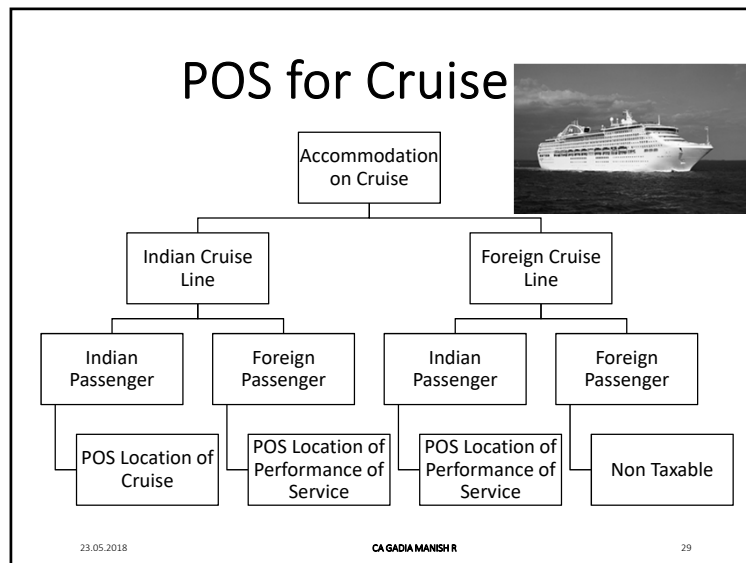 POS for Cruise
Accommodation
on Cruise
Indian Cruise
Line
Foreign Cruise
Line
Indian
Passenger
Foreign
Passenger
Indian
Passenger
Foreign
Passenger
POS Location of
Cruise
POS Location of
Performance of
Service
POS Location of
Performance of
Service
Non Taxable
23.05.2018
CA GADIA MANISH R
29